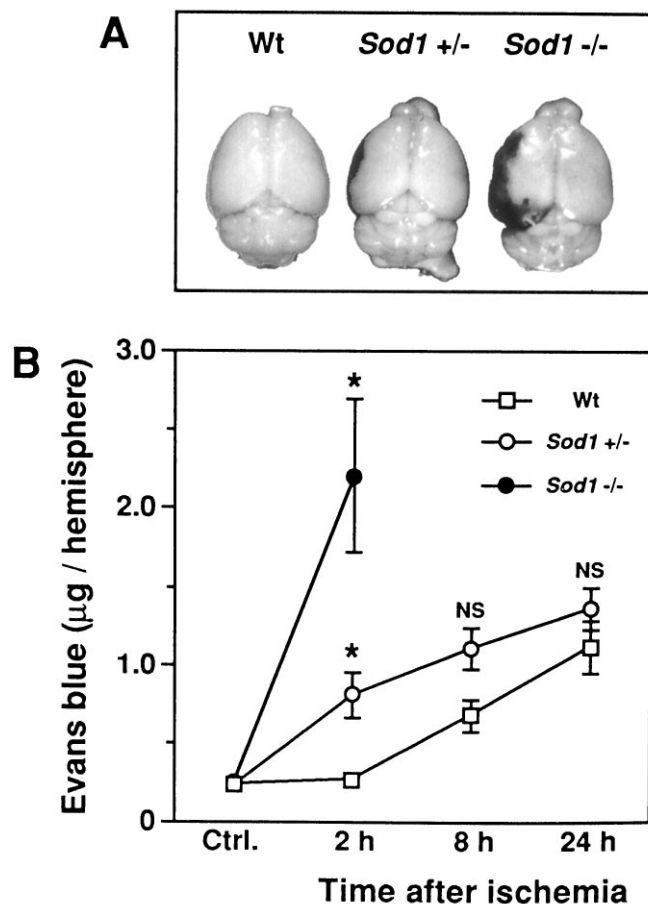 A
Wt Sod1 +/- Sod1 -/-
B
Evans blue (µg / hemisphere)
3.0
2.0
1.0
0
*
*
NS
NS
Wt
Sod1 +/-
Sod1 -/-
Ctrl. 2 h 8 h 24 h
Time after ischemia